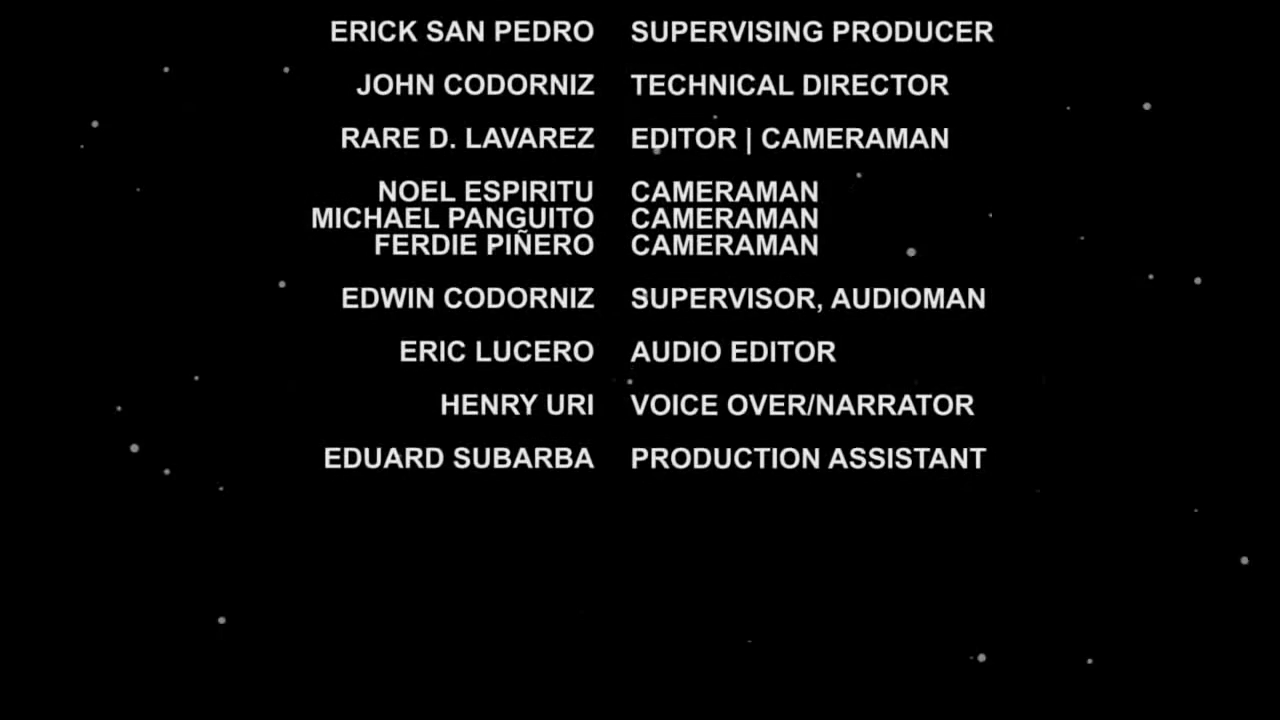 ERICK SAN PEDRO SUPERVISING PRODUCER
JOHN CODORNIZ TECHNICAL DIRECTOR
RARE D. LAVAREZ EDITOR | CAMERAMAN
NOEL ESPIRITU CAMERAMAN
MICHAEL PANGUITO CAMERAMAN
FERDIE PIÑERO CAMERAMAN
EDWIN CODORNIZ SUPERVISOR, AUDIOMAN
ERIC LUCERO AUDIO EDITOR
HENRY URI VOICE OVER/NARRATOR
EDUARD SUBARBA PRODUCTION ASSISTANT